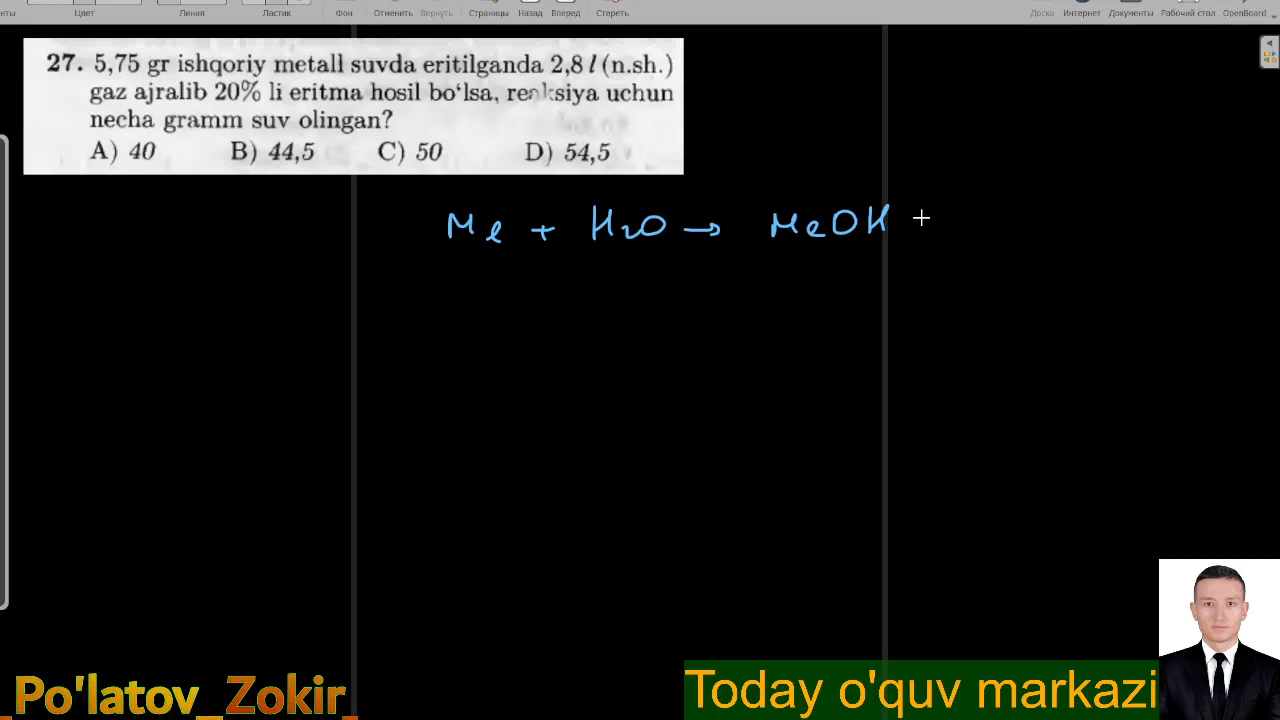 нты Цвет Линия Ластик Фон Отменить Вернуть Страницы Назад Вперед Стереть Доска Интернет Документы Рабочий стол OpenBoard
27. 5,75 gr ishqoriy metall suvda eritilganda 2,8 l (n.sh.)
gaz ajralib 20% li eritma hosil bo‘lsa, reaksiya uchun
necha gramm suv olingan?
A) 40 B) 44,5 C) 50 D) 54,5
Me + H2O → MeOH +
Po'latov_Zokir_
Today o'quv markazi